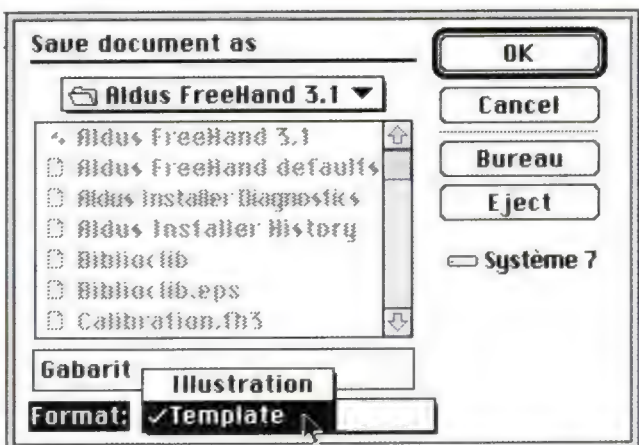 Save document as
Aldus FreeHand 3.1
Aldus FreeHand 3.1
Aldus FreeHand defaults
Aldus Installer Diagnostics
Aldus Installer History
Biblioclib
Biblioclib.eps
Calibration.fh3
Gabarit
Format:
Illustration
✓Template
OK
Cancel
Bureau
Eject
Système 7